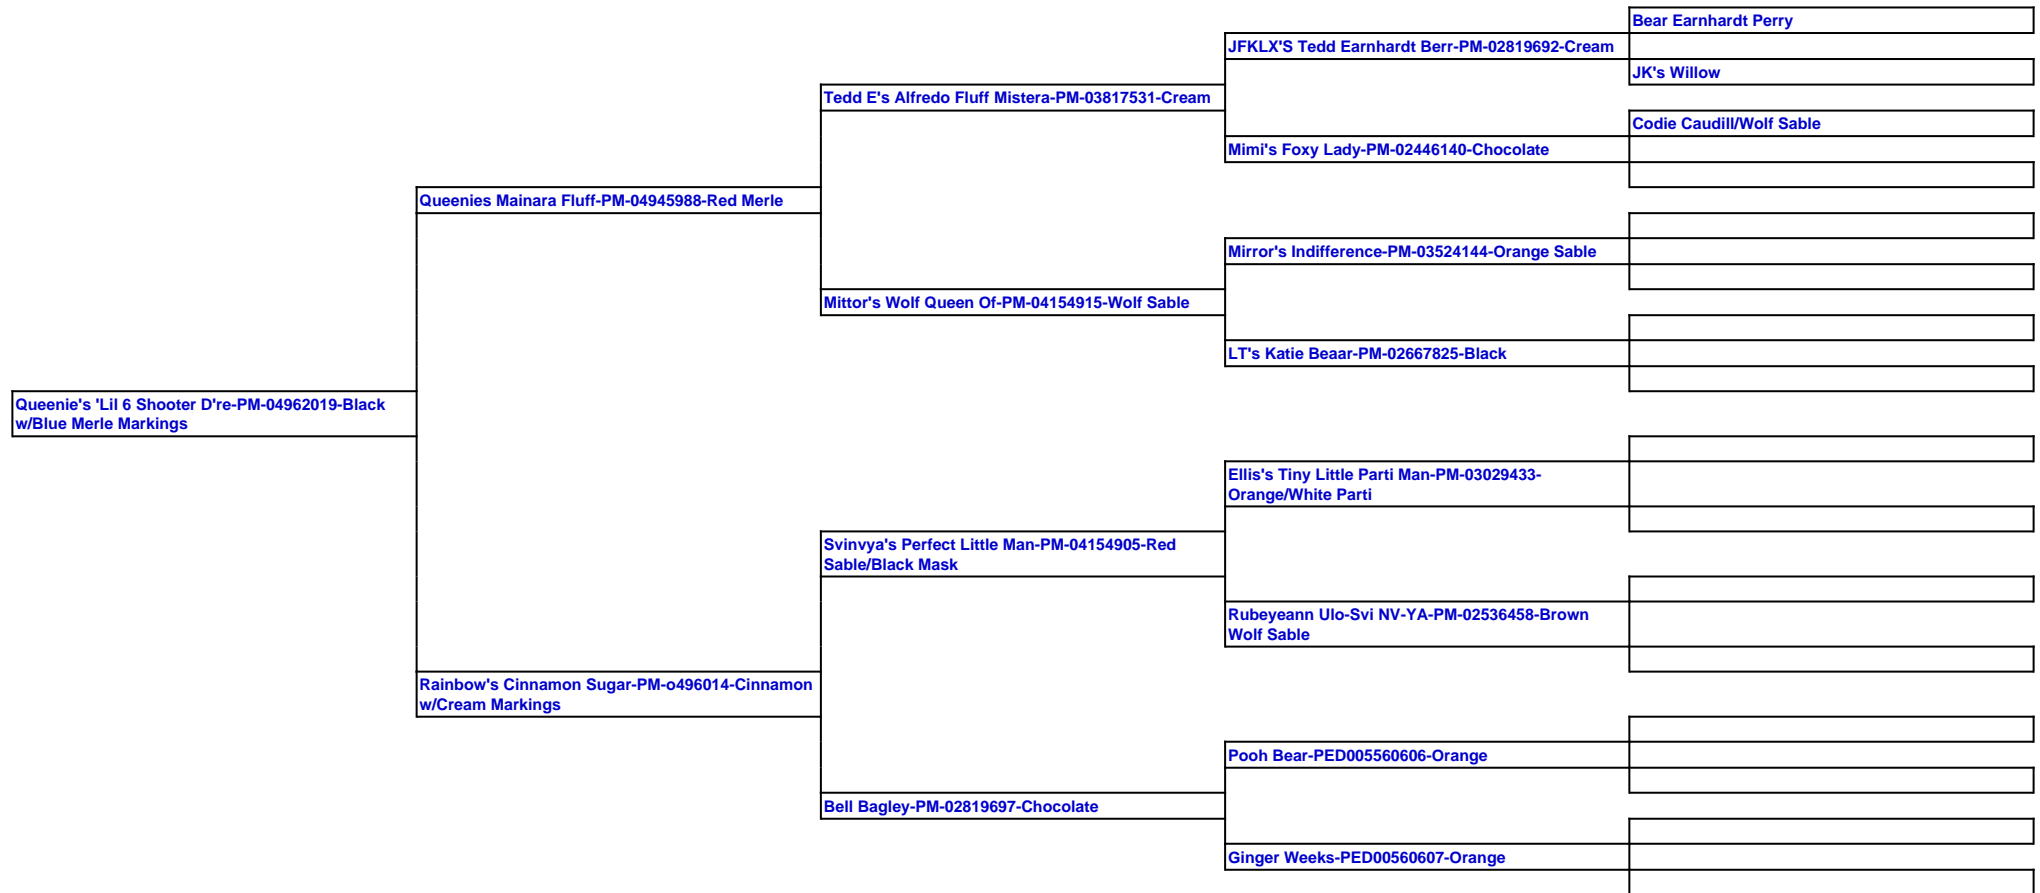 Bear Earnhardt Perry
JFKLX'S Tedd Earnhardt Berr-PM-02819692-Cream
JK's Willow
Tedd E's Alfredo Fluff Mistera-PM-03817531-Cream
Codie Caudill/Wolf Sable
Mimi's Foxy Lady-PM-02446140-Chocolate
Queenies Mainara Fluff-PM-04945988-Red Merle
Mirror's Indifference-PM-03524144-Orange Sable
Mittor's Wolf Queen Of-PM-04154915-Wolf Sable
LT's Katie Beaar-PM-02667825-Black
Queenie's 'Lil 6 Shooter D're-PM-04962019-Black
w/Blue Merle Markings
Ellis's Tiny Little Parti Man-PM-03029433-
Orange/White Parti
Svinvya's Perfect Little Man-PM-04154905-Red
Sable/Black Mask
Rubeyeann Ulo-Svi NV-YA-PM-02536458-Brown
Wolf Sable
Rainbow's Cinnamon Sugar-PM-o496014-Cinnamon
w/Cream Markings
Pooh Bear-PED005560606-Orange
Bell Bagley-PM-02819697-Chocolate
Ginger Weeks-PED00560607-Orange